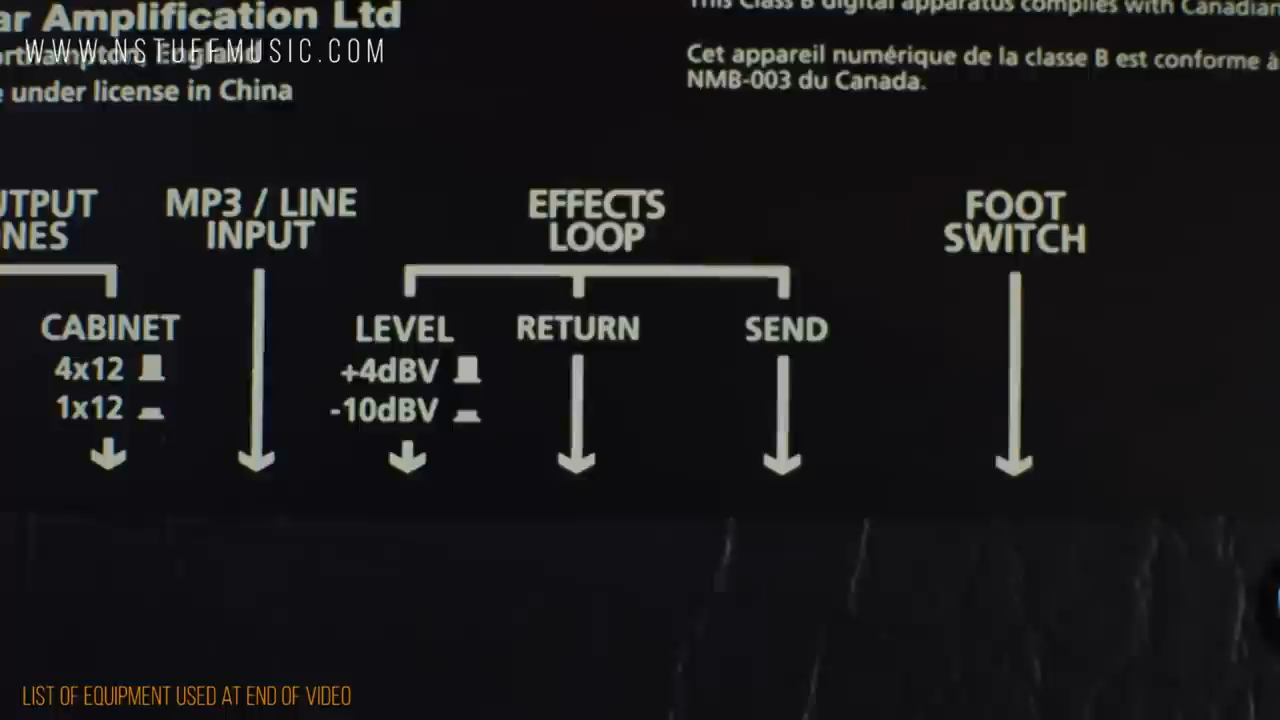 ar Amplification Ltd
WWW.NSTUFFMUSIC.COM
under license in China
This Class B digital apparatus complies with Canadian
Cet appareil numérique de la classe B est conforme à
NMB-003 du Canada.
UTPUT
NES
MP3 / LINE
INPUT
EFFECTS
LOOP
FOOT
SWITCH
CABINET
4x12
1x12
LEVEL
+4dBV
-10dBV
RETURN
SEND
LIST OF EQUIPMENT USED AT END OF VIDEO